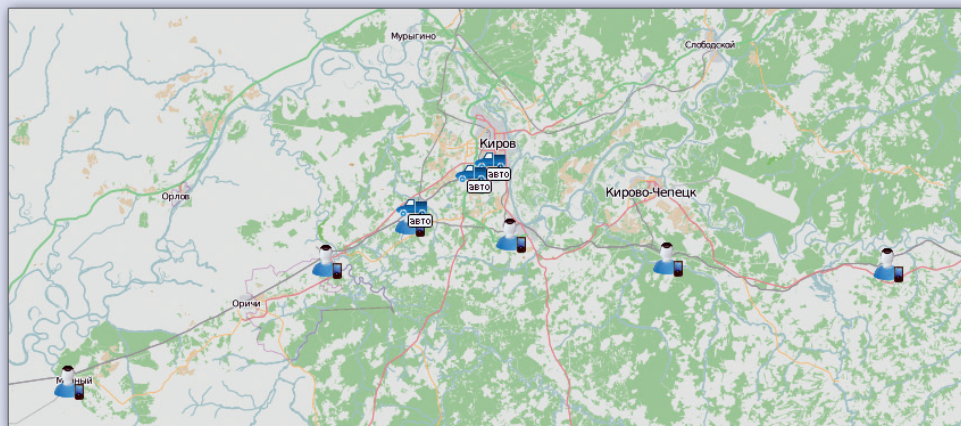 Мурыгино
Слободской
Киров
авто
авто
Кирово-Чепецк
Орлов
авто
Оричи